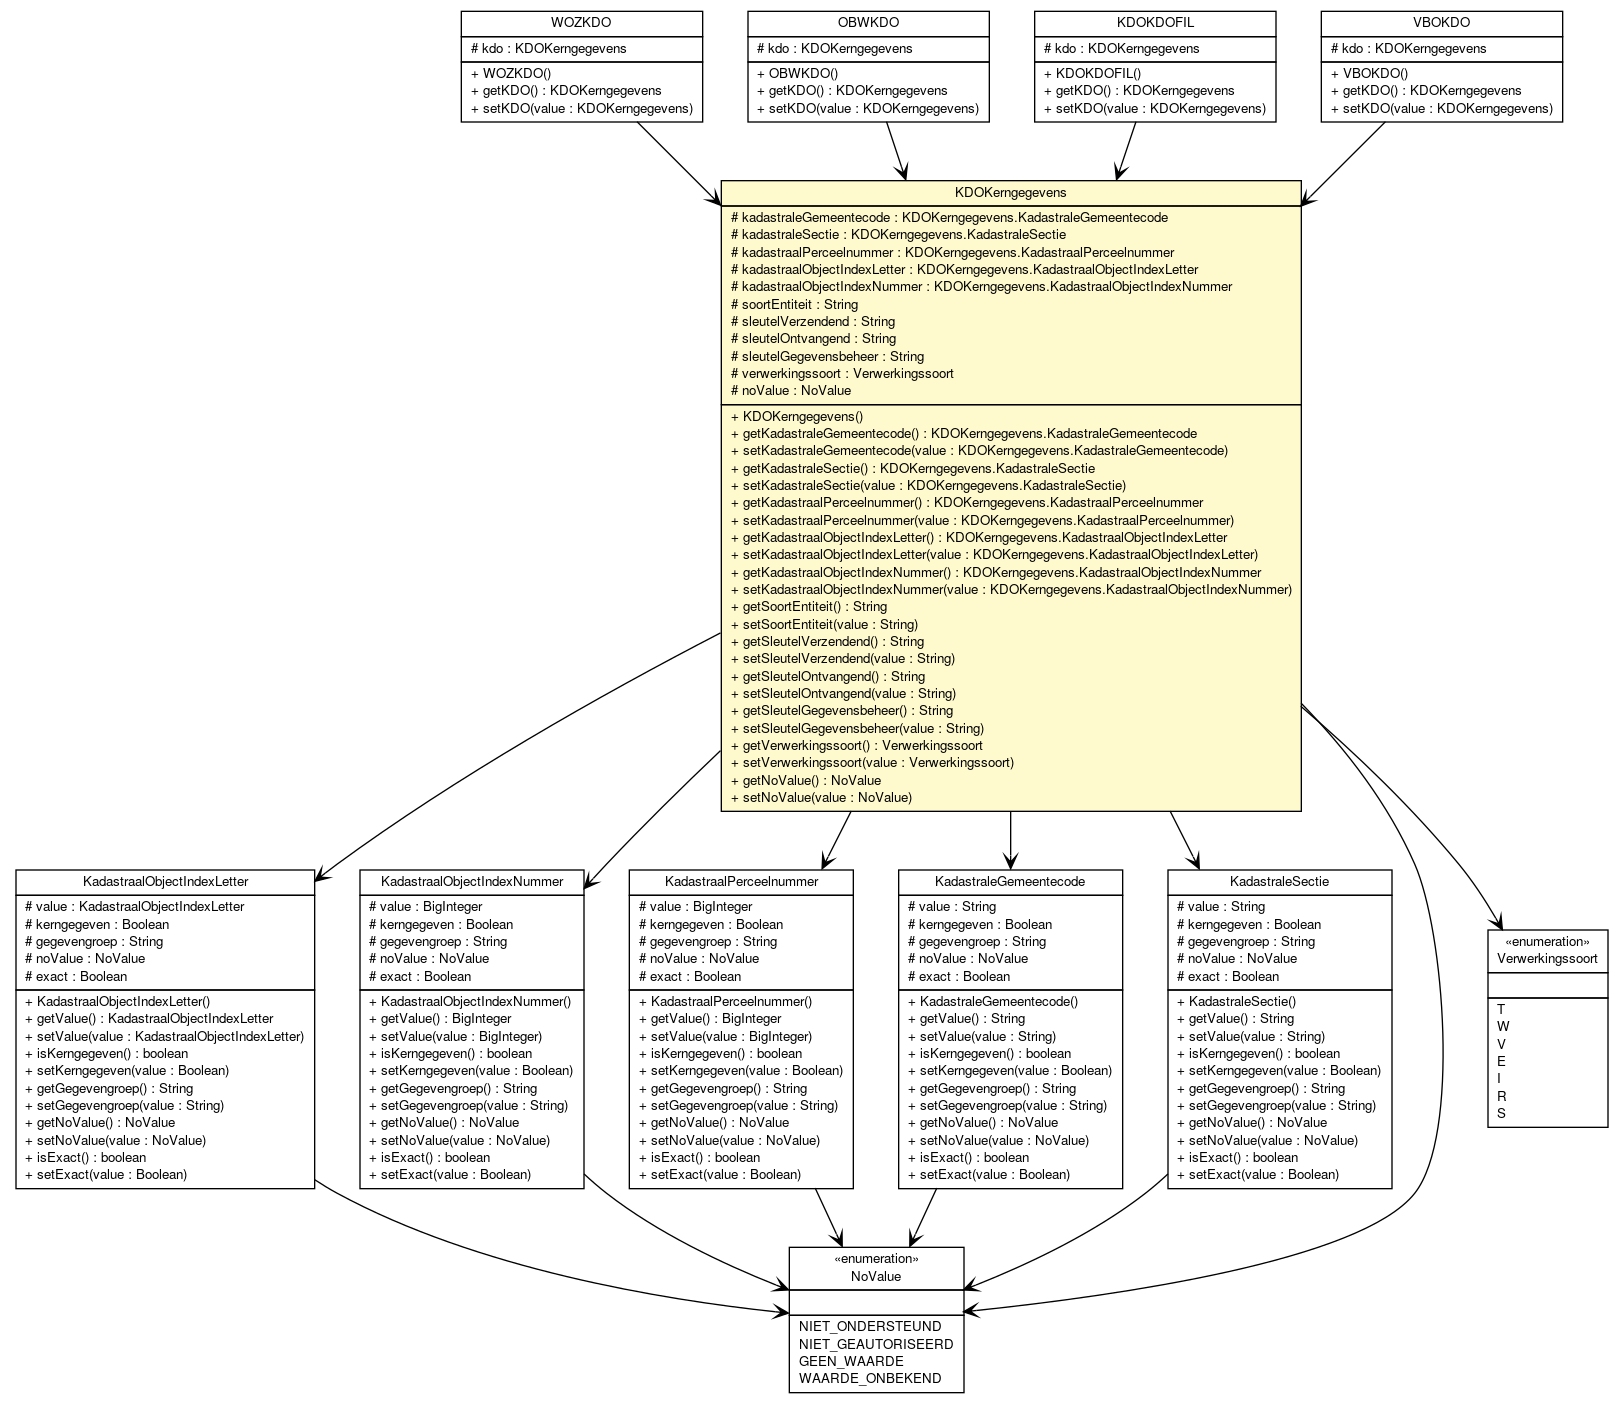 WOZKDO
# kdo : KDOKerngegevens
+ WOZKDO()
+ getKDO() : KDOKerngegevens
+ setKDO(value : KDOKerngegevens)
OBWKDO
# kdo : KDOKerngegevens
+ OBWKDO()
+ getKDO() : KDOKerngegevens
+ setKDO(value : KDOKerngegevens)
KDOKDOFIL
# kdo : KDOKerngegevens
+ KDOKDOFIL()
+ getKDO() : KDOKerngegevens
+ setKDO(value : KDOKerngegevens)
VBOKDO
# kdo : KDOKerngegevens
+ VBOKDO()
+ getKDO() : KDOKerngegevens
+ setKDO(value : KDOKerngegevens)
KDOKerngegevens
# kadastraleGemeentecode : KDOKerngegevens.KadastraleGemeentecode
# kadastraleSectie : KDOKerngegevens.KadastraleSectie
# kadastraalPerceelnummer : KDOKerngegevens.KadastraalPerceelnummer
# kadastraalObjectIndexLetter : KDOKerngegevens.KadastraalObjectIndexLetter
# kadastraalObjectIndexNummer : KDOKerngegevens.KadastraalObjectIndexNummer
# soortEntiteit : String
# sleutelVerzendend : String
# sleutelOntvangend : String
# sleutelGegevensbeheer : String
# verwerkingssoort : Verwerkingssoort
# noValue : NoValue
+ KDOKerngegevens()
+ getKadastraleGemeentecode() : KDOKerngegevens.KadastraleGemeentecode
+ setKadastraleGemeentecode(value : KDOKerngegevens.KadastraleGemeentecode)
+ getKadastraleSectie() : KDOKerngegevens.KadastraleSectie
+ setKadastraleSectie(value : KDOKerngegevens.KadastraleSectie)
+ getKadastraalPerceelnummer() : KDOKerngegevens.KadastraalPerceelnummer
+ setKadastraalPerceelnummer(value : KDOKerngegevens.KadastraalPerceelnummer)
+ getKadastraalObjectIndexLetter() : KDOKerngegevens.KadastraalObjectIndexLetter
+ setKadastraalObjectIndexLetter(value : KDOKerngegevens.KadastraalObjectIndexLetter)
+ getKadastraalObjectIndexNummer() : KDOKerngegevens.KadastraalObjectIndexNummer
+ setKadastraalObjectIndexNummer(value : KDOKerngegevens.KadastraalObjectIndexNummer)
+ getSoortEntiteit() : String
+ setSoortEntiteit(value : String)
+ getSleutelVerzendend() : String
+ setSleutelVerzendend(value : String)
+ getSleutelOntvangend() : String
+ setSleutelOntvangend(value : String)
+ getSleutelGegevensbeheer() : String
+ setSleutelGegevensbeheer(value : String)
+ getVerwerkingssoort() : Verwerkingssoort
+ setVerwerkingssoort(value : Verwerkingssoort)
+ getNoValue() : NoValue
+ setNoValue(value : NoValue)
KadastraalObjectIndexLetter
# value : KadastraalObjectIndexLetter
# kerngegeven : Boolean
# gegevengroep : String
# noValue : NoValue
# exact : Boolean
+ KadastraalObjectIndexLetter()
+ getValue() : KadastraalObjectIndexLetter
+ setValue(value : KadastraalObjectIndexLetter)
+ isKerngegeven() : boolean
+ setKerngegeven(value : Boolean)
+ getGegevengroep() : String
+ setGegevengroep(value : String)
+ getNoValue() : NoValue
+ setNoValue(value : NoValue)
+ isExact() : boolean
+ setExact(value : Boolean)
KadastraalObjectIndexNummer
# value : BigInteger
# kerngegeven : Boolean
# gegevengroep : String
# noValue : NoValue
# exact : Boolean
+ KadastraalObjectIndexNummer()
+ getValue() : BigInteger
+ setValue(value : BigInteger)
+ isKerngegeven() : boolean
+ setKerngegeven(value : Boolean)
+ getGegevengroep() : String
+ setGegevengroep(value : String)
+ getNoValue() : NoValue
+ setNoValue(value : NoValue)
+ isExact() : boolean
+ setExact(value : Boolean)
KadastraalPerceelnummer
# value : BigInteger
# kerngegeven : Boolean
# gegevengroep : String
# noValue : NoValue
# exact : Boolean
+ KadastraalPerceelnummer()
+ getValue() : BigInteger
+ setValue(value : BigInteger)
+ isKerngegeven() : boolean
+ setKerngegeven(value : Boolean)
+ getGegevengroep() : String
+ setGegevengroep(value : String)
+ getNoValue() : NoValue
+ setNoValue(value : NoValue)
+ isExact() : boolean
+ setExact(value : Boolean)
KadastraleGemeentecode
# value : String
# kerngegeven : Boolean
# gegevengroep : String
# noValue : NoValue
# exact : Boolean
+ KadastraleGemeentecode()
+ getValue() : String
+ setValue(value : String)
+ isKerngegeven() : boolean
+ setKerngegeven(value : Boolean)
+ getGegevengroep() : String
+ setGegevengroep(value : String)
+ getNoValue() : NoValue
+ setNoValue(value : NoValue)
+ isExact() : boolean
+ setExact(value : Boolean)
KadastraleSectie
# value : String
# kerngegeven : Boolean
# gegevengroep : String
# noValue : NoValue
# exact : Boolean
+ KadastraleSectie()
+ getValue() : String
+ setValue(value : String)
+ isKerngegeven() : boolean
+ setKerngegeven(value : Boolean)
+ getGegevengroep() : String
+ setGegevengroep(value : String)
+ getNoValue() : NoValue
+ setNoValue(value : NoValue)
+ isExact() : boolean
+ setExact(value : Boolean)
«enumeration»
Verwerkingssoort
T
W
V
E
I
R
S
«enumeration»
NoValue
NIET_ONDERSTEUND
NIET_GEAUTORISEERD
GEEN_WAARDE
WAARDE_ONBEKEND